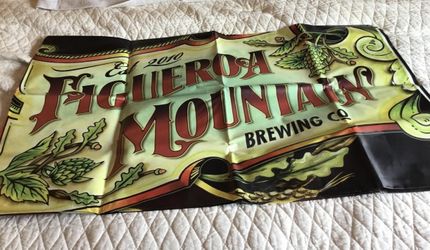 Est. 2010
FIGUEROA
MOUNTAIN
BREWING CO